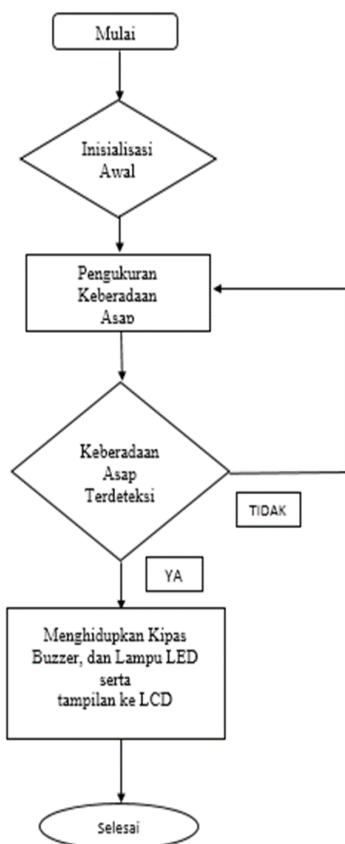 Mulai
Inisialisasi
Awal
Pengukuran
Keberadaan
Asap
Keberadaan
Asap
Terdeteksi
TIDAK
YA
Menghidupkan Kipas
Buzzer, dan Lampu LED
serta
tampilan ke LCD
Selesai